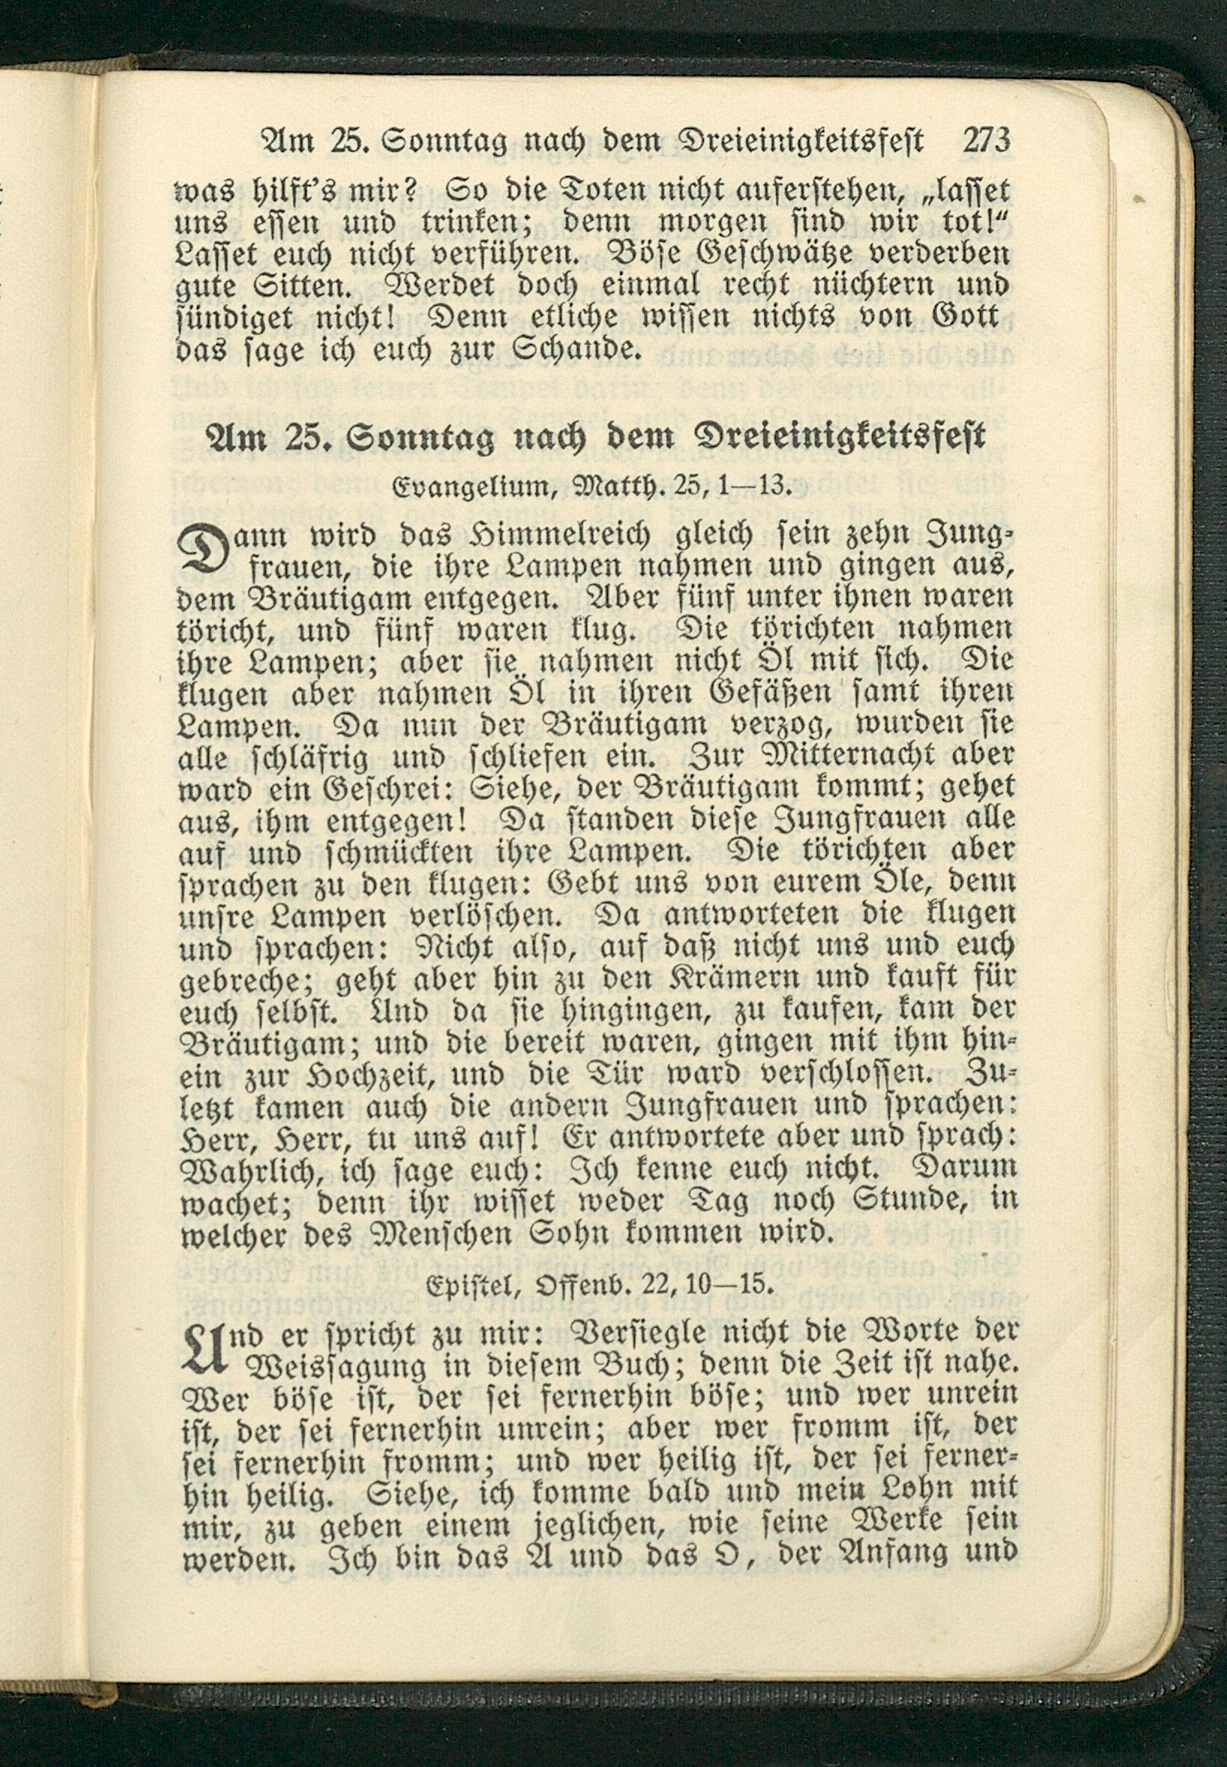 Am 25. Sonntag nach dem Dreieinigkeitsfest 273
was hilft's mir? So die Toten nicht auferstehen, „lasset
uns essen und trinken; denn morgen sind wir tot!“
Lasset euch nicht verführen. Böse Geschwätze verderben
gute Sitten. Werdet doch einmal recht nüchtern und
sündiget nicht! Denn etliche wissen nichts von Gott
das sage ich euch zur Schande.
Am 25. Sonntag nach dem Dreieinigkeitsfest
Evangelium, Matth. 25, 1—13.
Dann wird das Himmelreich gleich sein zehn Jung-
frauen, die ihre Lampen nahmen und gingen aus,
dem Bräutigam entgegen. Aber fünf unter ihnen waren
töricht, und fünf waren klug. Die törichten nahmen
ihre Lampen; aber sie nahmen nicht Öl mit sich. Die
klugen aber nahmen Öl in ihren Gefäßen samt ihren
Lampen. Da nun der Bräutigam verzog, wurden sie
alle schläfrig und schliefen ein. Zur Mitternacht aber
ward ein Geschrei: Siehe, der Bräutigam kommt; gehet
aus, ihm entgegen! Da standen diese Jungfrauen alle
auf und schmückten ihre Lampen. Die törichten aber
sprachen zu den klugen: Gebt uns von eurem Öle, denn
unsre Lampen verlöschen. Da antworteten die klugen
und sprachen: Nicht also, auf daß nicht uns und euch
gebreche; geht aber hin zu den Krämern und kauft für
euch selbst. Und da sie hingingen, zu kaufen, kam der
Bräutigam; und die bereit waren, gingen mit ihm hin-
ein zur Hochzeit, und die Tür ward verschlossen. Zu-
letzt kamen auch die andern Jungfrauen und sprachen:
Herr, Herr, tu uns auf! Er antwortete aber und sprach:
Wahrlich, ich sage euch: Ich kenne euch nicht. Darum
wachet; denn ihr wisset weder Tag noch Stunde, in
welcher des Menschen Sohn kommen wird.
Epistel, Offenb. 22, 10—15.
Und er spricht zu mir: Versiegle nicht die Worte der
Weissagung in diesem Buch; denn die Zeit ist nahe.
Wer böse ist, der sei fernerhin böse; und wer unrein
ist, der sei fernerhin unrein; aber wer fromm ist, der
sei fernerhin fromm; und wer heilig ist, der sei ferner-
hin heilig. Siehe, ich komme bald und mein Lohn mit
mir, zu geben einem jeglichen, wie seine Werke sein
werden. Ich bin das A und das O, der Anfang und